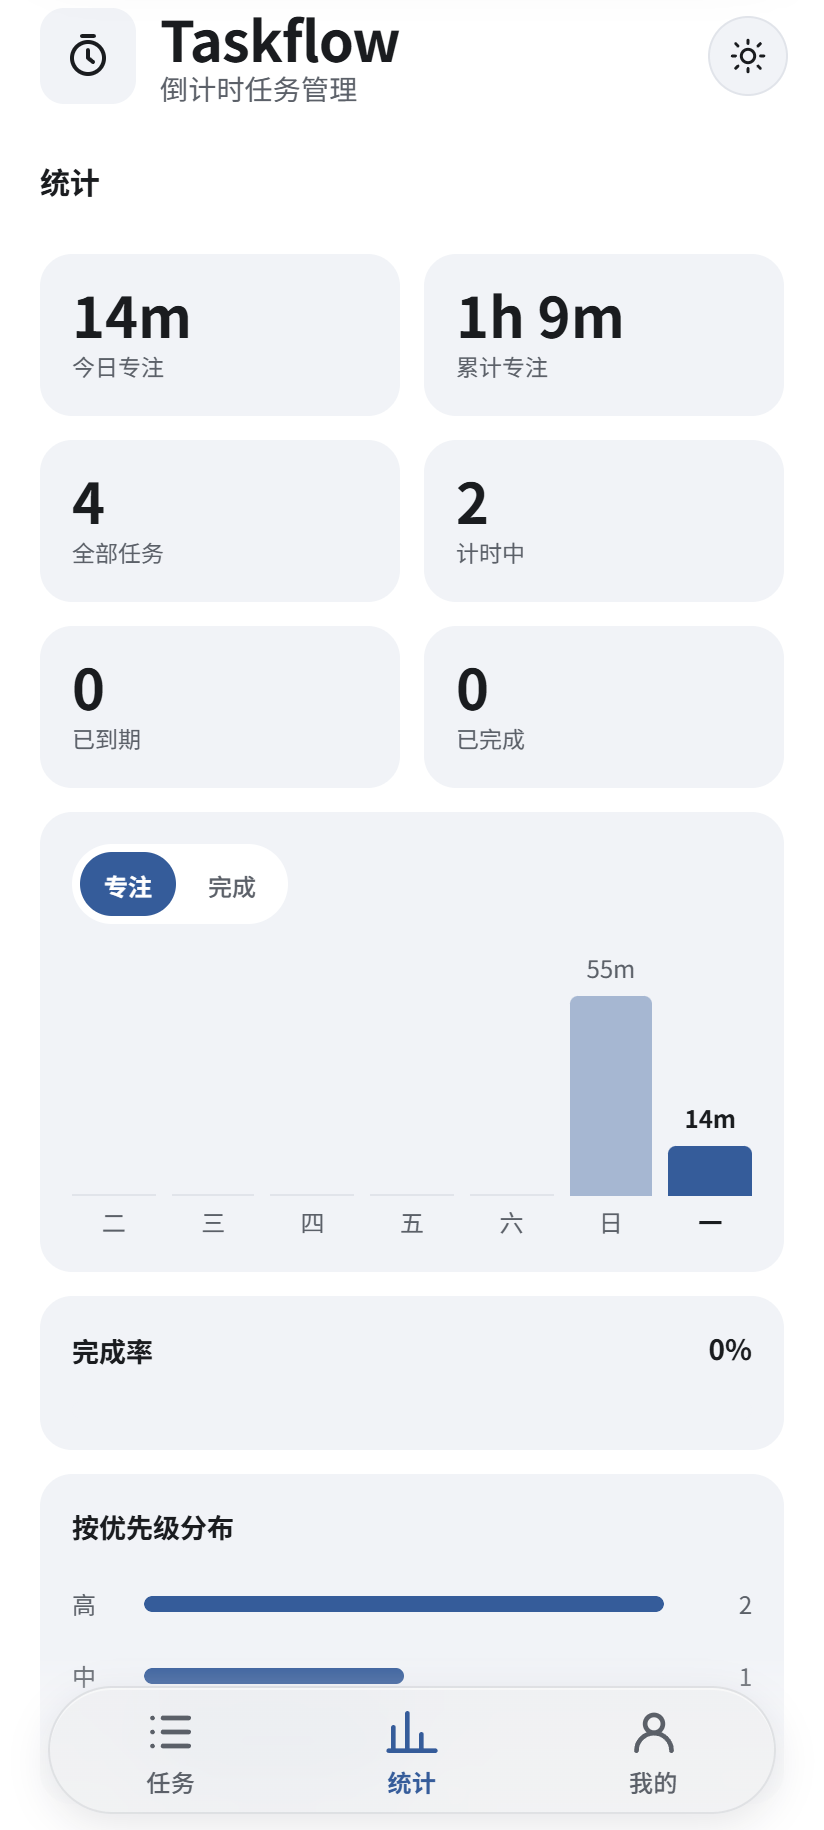 Taskflow
倒计时任务管理
统计
14m
今日专注
1h 9m
累计专注
4
全部任务
2
计时中
0
已到期
0
已完成
专注 完成
55m
14m
二 三 四 五 六 日 一
完成率 0%
按优先级分布
高 2
中 1
任务 统计 我的